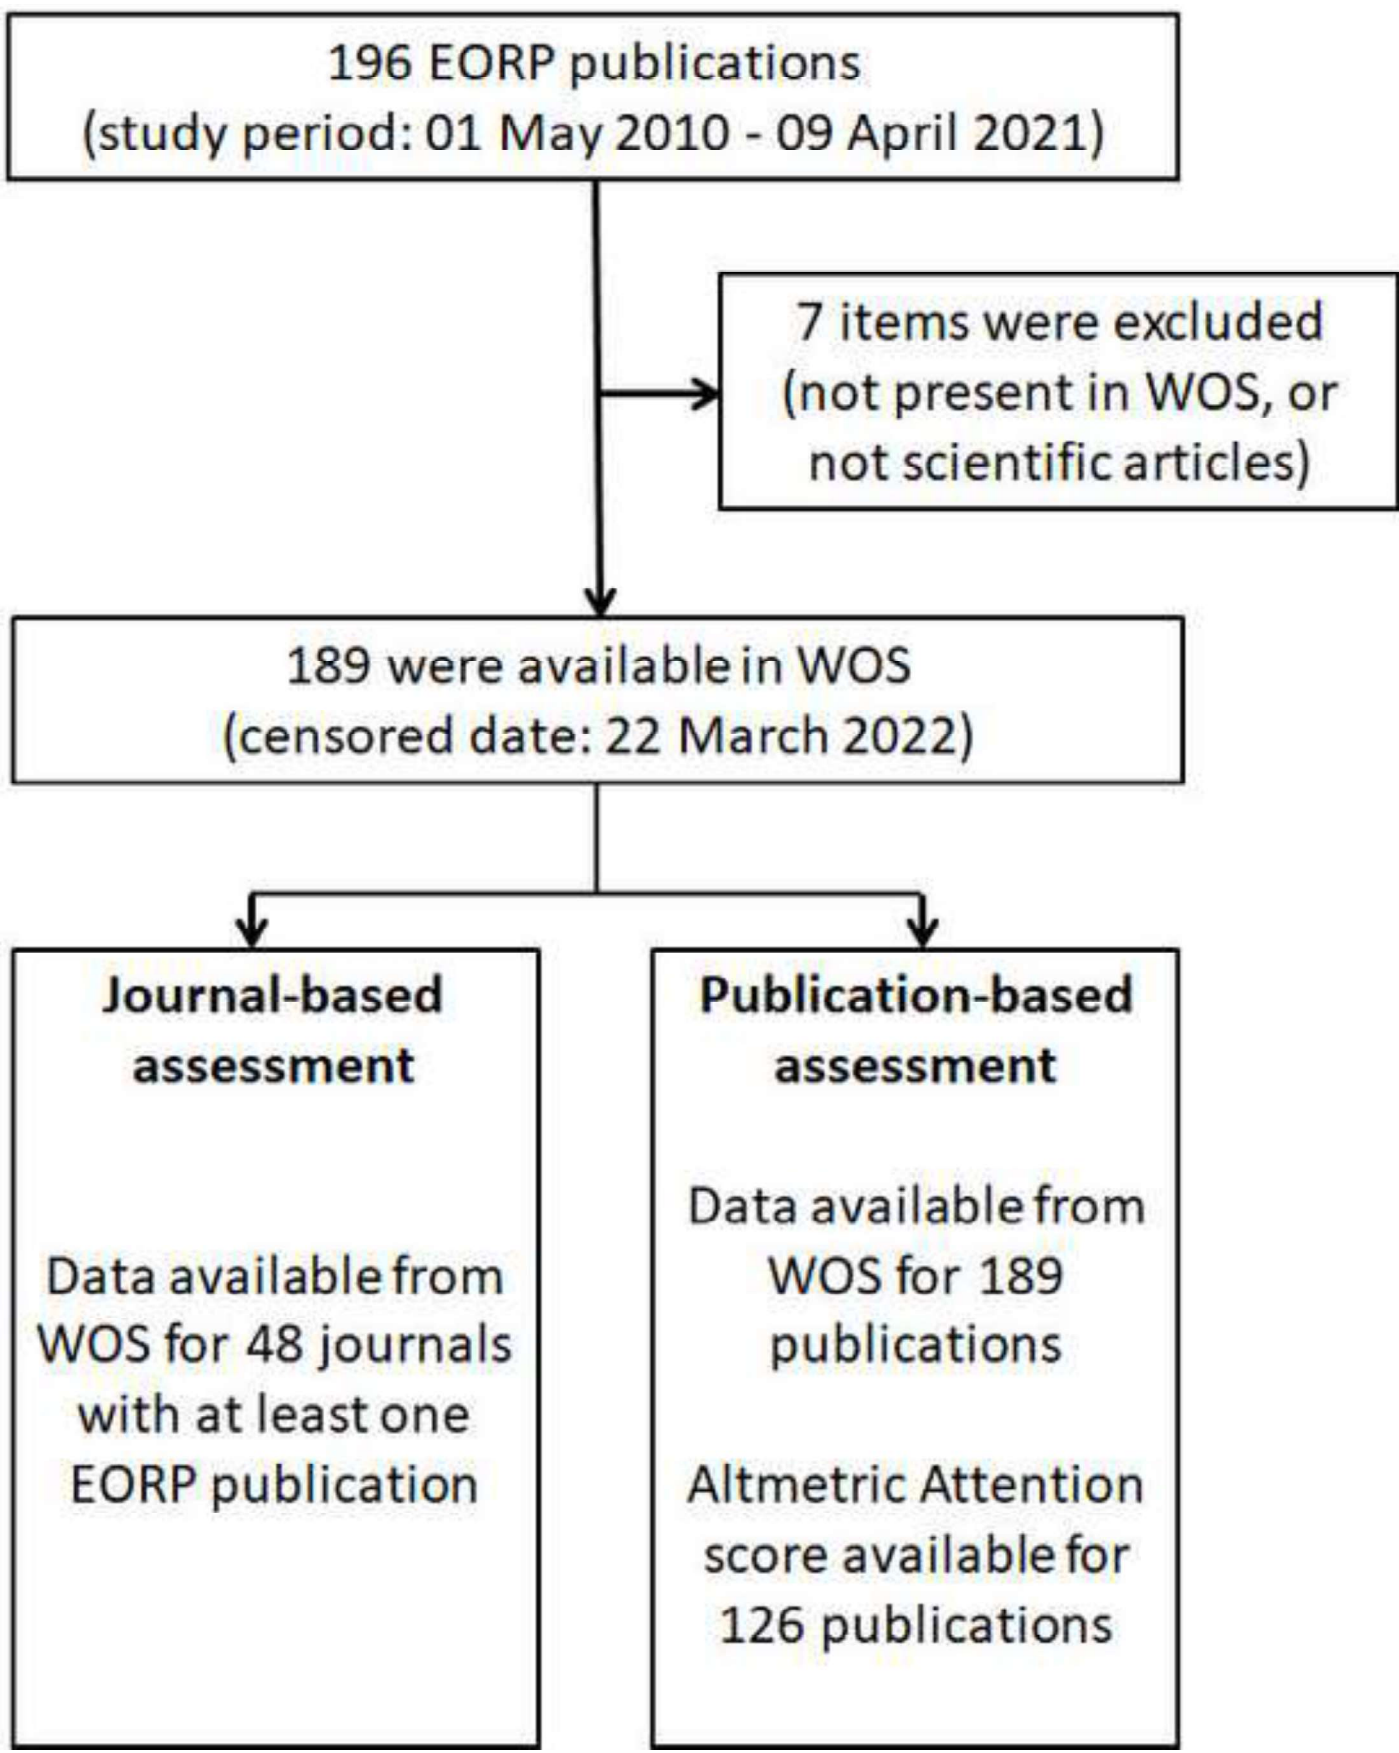 196 EORP publications
(study period: 01 May 2010 - 09 April 2021)
7 items were excluded
(not present in WOS, or
not scientific articles)
189 were available in WOS
(censored date: 22 March 2022)
Journal-based
assessment
Data available from
WOS for 48 journals
with at least one
EORP publication
Publication-based
assessment
Data available from
WOS for 189
publications
Altmetric Attention
score available for
126 publications